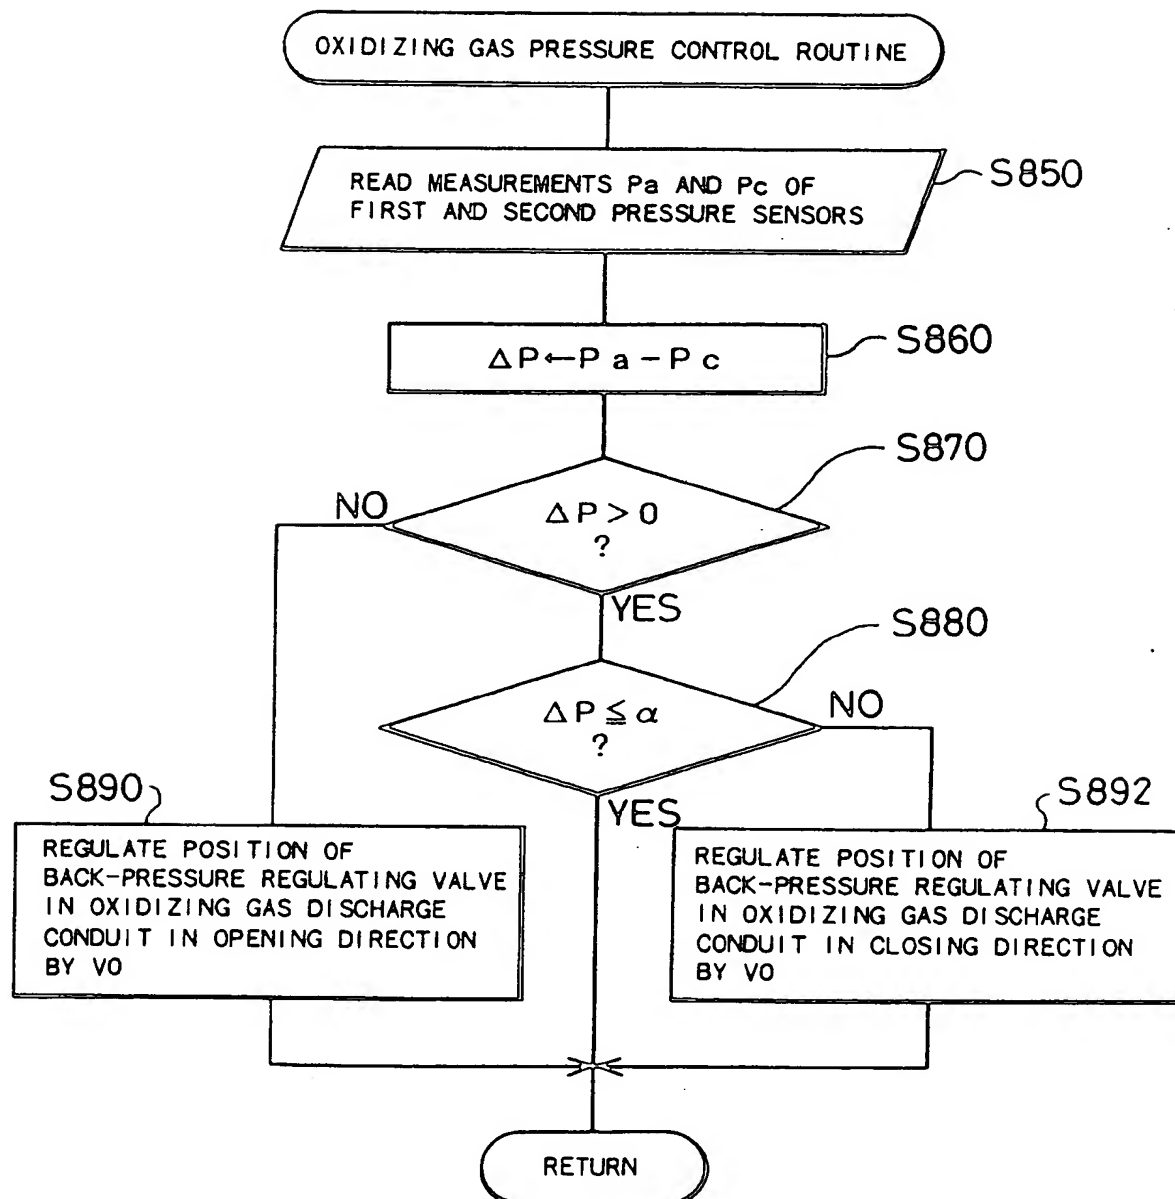 OXIDIZING GAS PRESSURE CONTROL ROUTINE
READ MEASUREMENTS Pa AND Pc OF
FIRST AND SECOND PRESSURE SENSORS
S850
ΔP←Pa-Pc
S860
S870
ΔP>0
?
NO
YES
S880
ΔP≦α
?
NO
YES
S890
REGULATE POSITION OF
BACK-PRESSURE REGULATING VALVE
IN OXIDIZING GAS DISCHARGE
CONDUIT IN OPENING DIRECTION
BY V0
S892
REGULATE POSITION OF
BACK-PRESSURE REGULATING VALVE
IN OXIDIZING GAS DISCHARGE
CONDUIT IN CLOSING DIRECTION
BY V0
RETURN